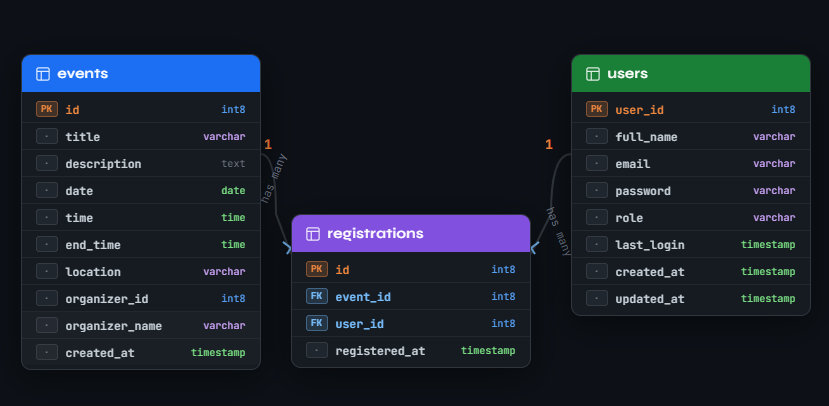 events
PK id int8
- title varchar
- description text
- date date
- time time
- end_time time
- location varchar
- organizer_id int8
- organizer_name varchar
- created_at timestamp
1
has many
registrations
PK id int8
FK event_id int8
FK user_id int8
- registered_at timestamp
1
has many
users
PK user_id int8
- full_name varchar
- email varchar
- password varchar
- role varchar
- last_login timestamp
- created_at timestamp
- updated_at timestamp